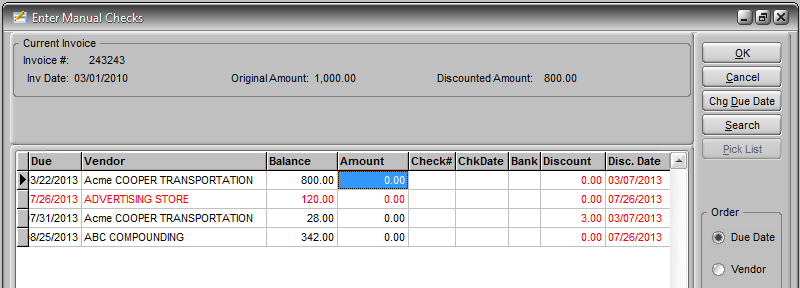 Enter Manual Checks
Current Invoice
Invoice #: 243243
Inv Date: 03/01/2010 Original Amount: 1,000.00 Discounted Amount: 800.00
OK
Cancel
Chg Due Date
Search
Pick List
Due Vendor Balance Amount Check# ChkDate Bank Discount Disc. Date
3/22/2013 Acme COOPER TRANSPORTATION 800.00 0.00 0.00 03/07/2013
7/26/2013 ADVERTISING STORE 120.00 0.00 0.00 07/26/2013
07/31/2013 Acme COOPER TRANSPORTATION 28.00 0.00 3.00 03/07/2013
08/25/2013 ABC COMPOUNDING 342.00 0.00 0.00 07/26/2013
Order
Due Date
Vendor